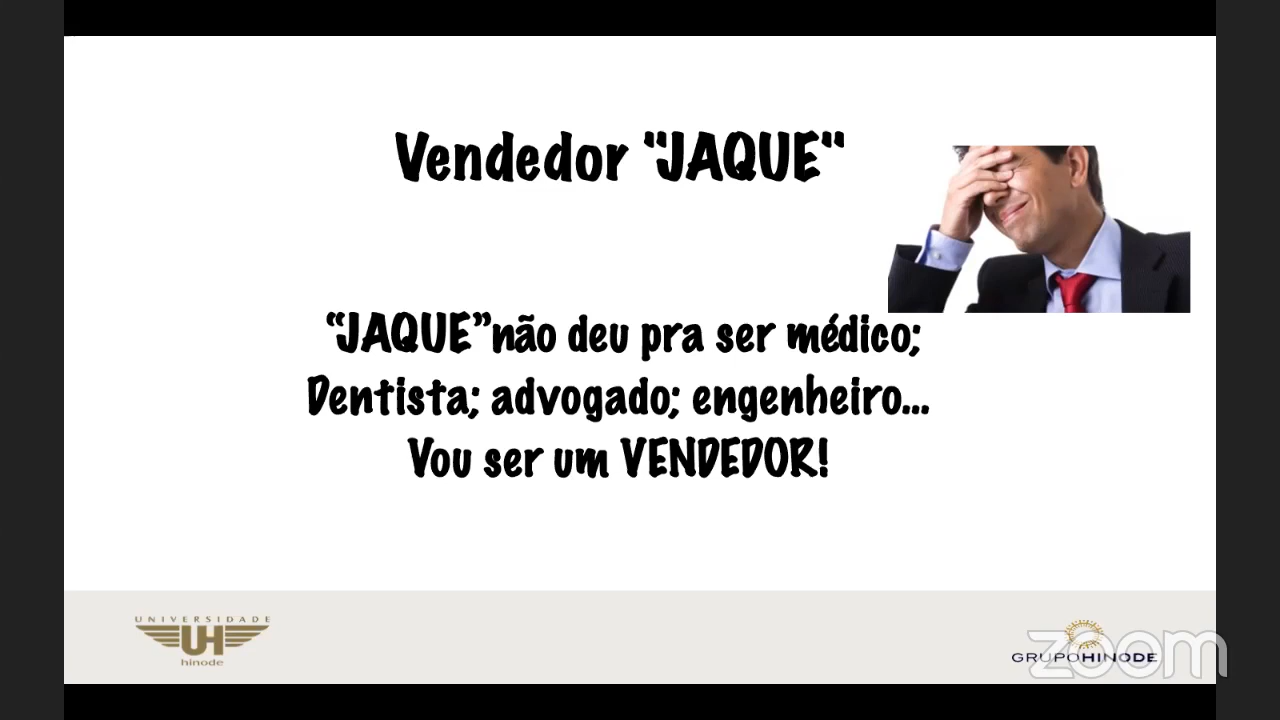 Vendedor "JAQUE"
"JAQUE"não deu pra ser médico;
Dentista; advogado; engenheiro...
Vou ser um VENDEDOR!
UNIVERSIDADE
UH
hinode
GRUPOHINODE
zoom